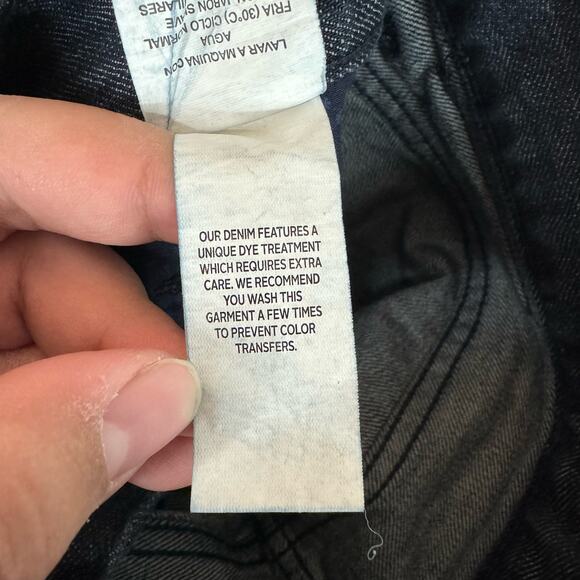 LAVAR A MAQUINA CON
AGUA
FRIA (30°C) CICLO NORMAL
OUR DENIM FEATURES A
UNIQUE DYE TREATMENT
WHICH REQUIRES EXTRA
CARE. WE RECOMMEND
YOU WASH THIS
GARMENT A FEW TIMES
TO PREVENT COLOR
TRANSFERS.